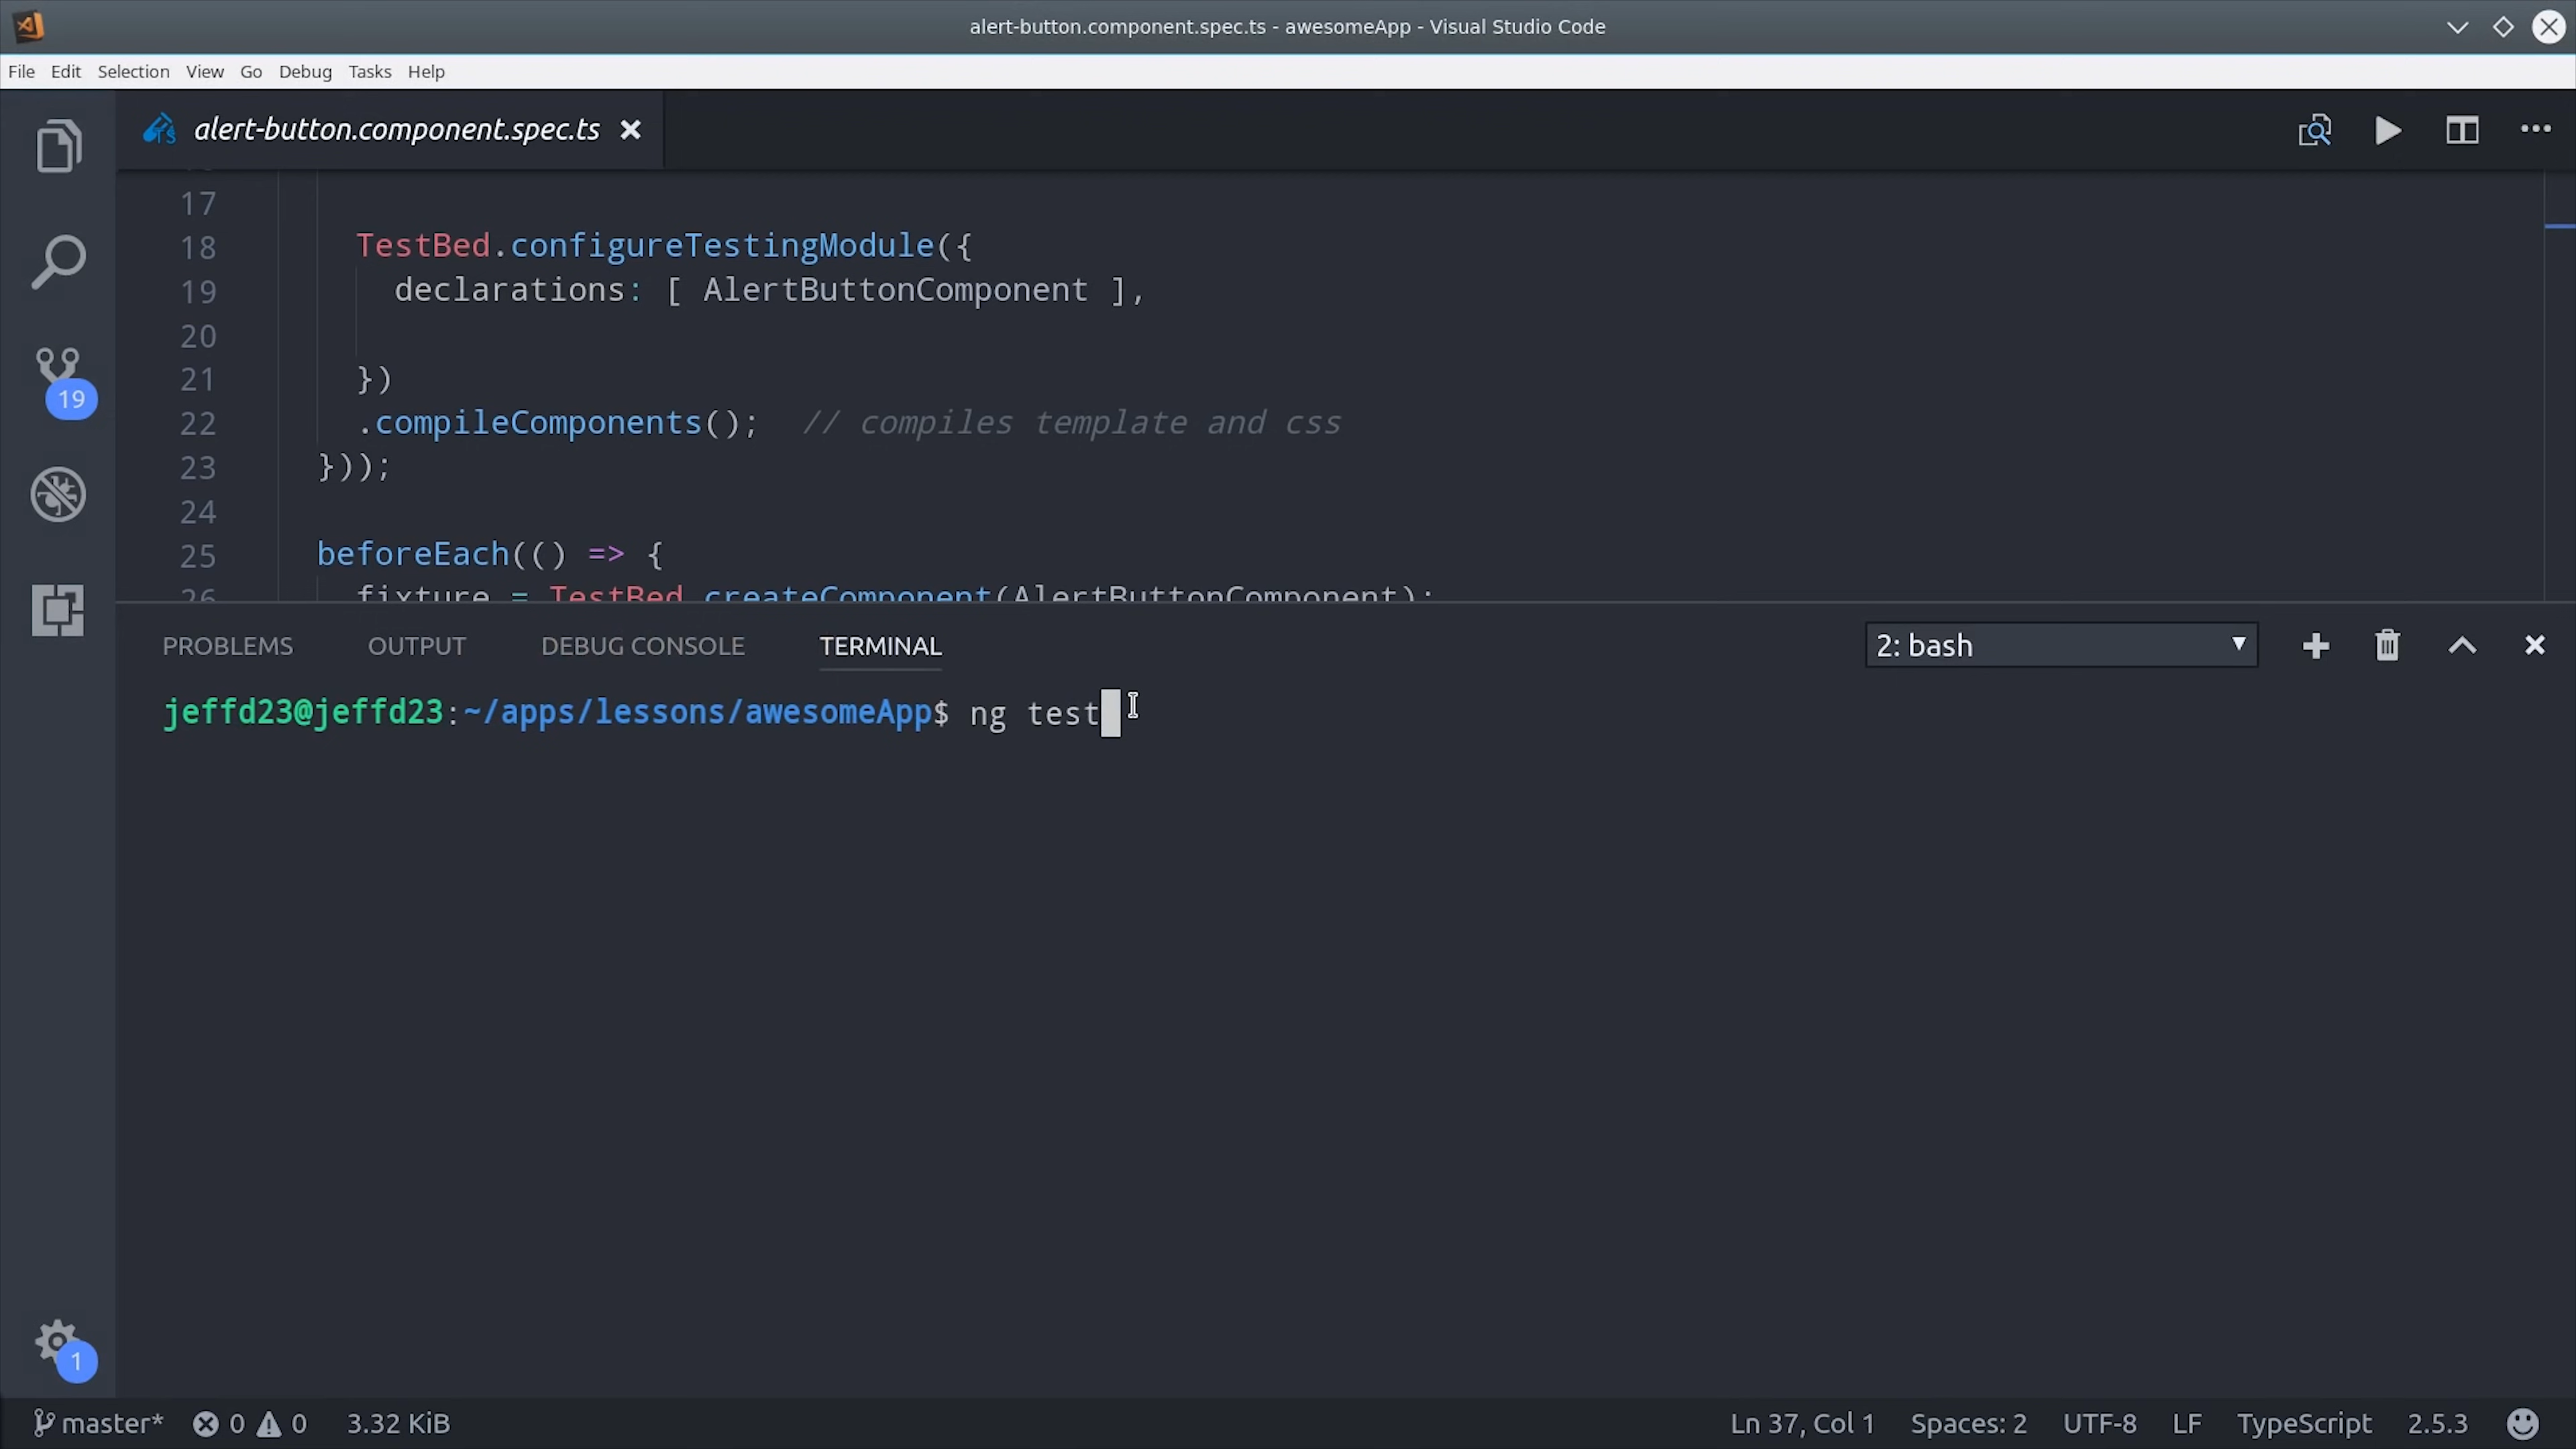 alert-button.component.spec.ts - awesomeApp - Visual Studio Code
File Edit Selection View Go Debug Tasks Help
alert-button.component.spec.ts
17
18 TestBed.configureTestingModule({
19 declarations: [ AlertButtonComponent ],
20
21 })
22 .compileComponents(); // compiles template and css
23 }));
24
25 beforeEach(() => {
26 fixture = TestBed.createComponent(AlertButtonComponent);
19
PROBLEMS OUTPUT DEBUG CONSOLE TERMINAL 2: bash
jeffd23@jeffd23:~/apps/lessons/awesomeApp$ ng test
1
master* 0 0 3.32 KiB Ln 37, Col 1 Spaces: 2 UTF-8 LF TypeScript 2.5.3